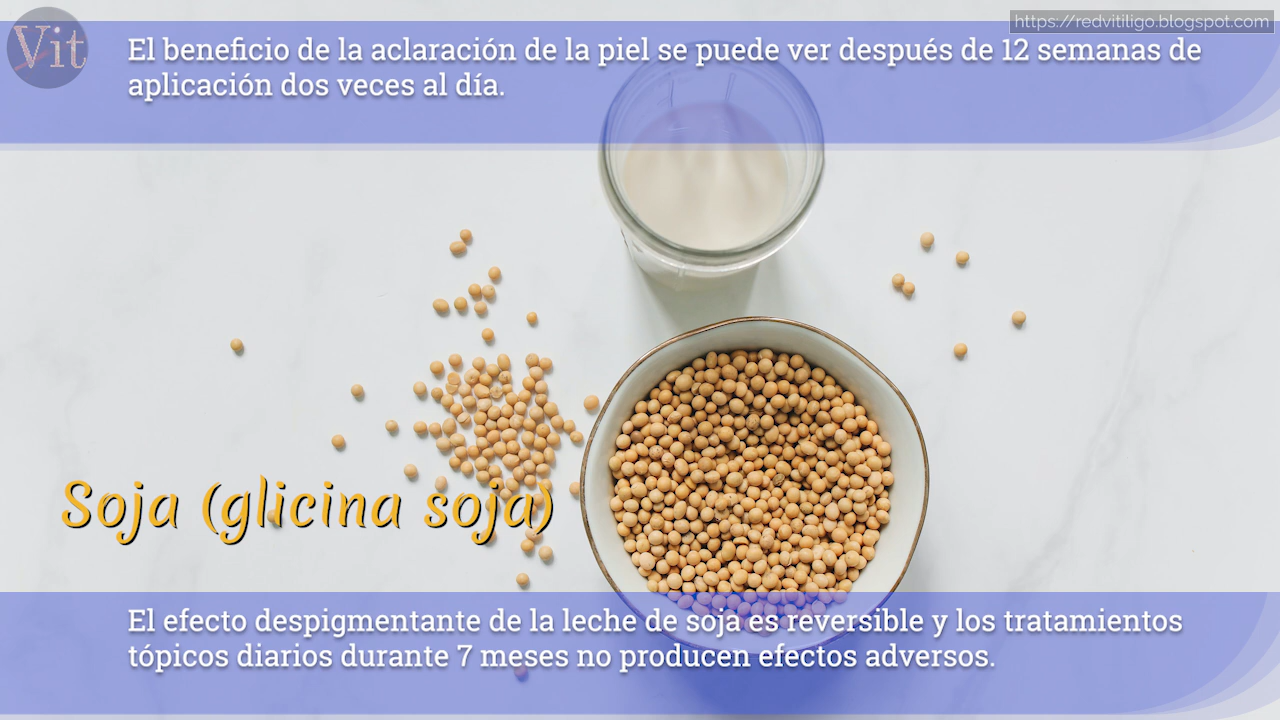 https://redvitiligo.blogspot.com
Vit
El beneficio de la aclaración de la piel se puede ver después de 12 semanas de
aplicación dos veces al día.
Soja (glicina soja)
El efecto despigmentante de la leche de soja es reversible y los tratamientos
tópicos diarios durante 7 meses no producen efectos adversos.